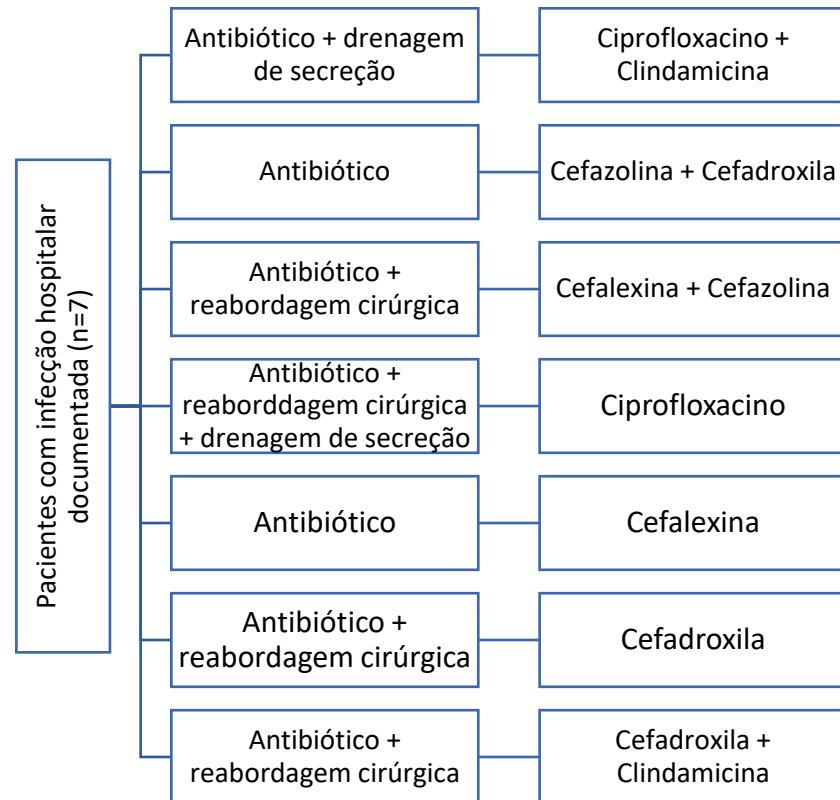 Pacientes com infecção hospitalar
documentada (n=7)
Antibiótico + drenagem
de secreção
Ciprofloxacino +
Clindamicina
Antibiótico
Cefazolina + Cefadroxila
Antibiótico +
reabordagem cirúrgica
Cefalexina + Cefazolina
Antibiótico +
reaborddagem cirúrgica
+ drenagem de secreção
Ciprofloxacino
Antibiótico
Cefalexina
Antibiótico +
reabordagem cirúrgica
Cefadroxila
Antibiótico +
reabordagem cirúrgica
Cefadroxila +
Clindamicina